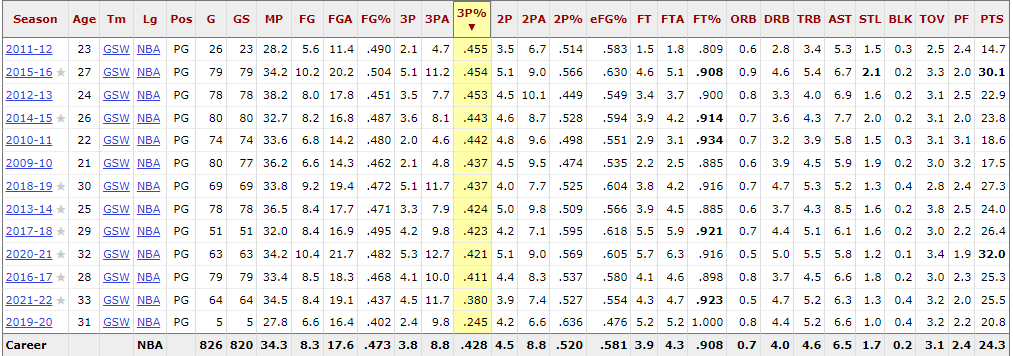 Season Age Tm Lg Pos G GS MP FG FGA FG% 3P 3PA 3P% ▼ 2P 2PA 2P% eFG% FT FTA FT% ORB DRB TRB AST STL BLK TOV PF PTS
2011-12 23 GSW NBA PG 26 23 28.2 5.6 11.4 .490 2.1 4.7 .455 3.5 6.7 .514 .583 1.5 1.8 .809 0.6 2.8 3.4 5.3 1.5 0.3 2.5 2.4 14.7
2015-16 ★ 27 GSW NBA PG 79 79 34.2 10.2 20.2 .504 5.1 11.2 .454 5.1 9.0 .566 .630 4.6 5.1 .908 0.9 4.6 5.4 6.7 2.1 0.2 3.3 2.0 30.1
2012-13 24 GSW NBA PG 78 78 38.2 8.0 17.8 .451 3.5 7.7 .453 4.5 10.1 .449 .549 3.4 3.7 .900 0.8 3.3 4.0 6.9 1.6 0.2 3.1 2.5 22.9
2014-15 ★ 26 GSW NBA PG 80 80 32.7 8.2 16.8 .487 3.6 8.1 .443 4.6 8.7 .528 .594 3.9 4.2 .914 0.7 3.6 4.3 7.7 2.0 0.2 3.1 2.0 23.8
2010-11 22 GSW NBA PG 74 74 33.6 6.8 14.2 .480 2.0 4.6 .442 4.8 9.6 .498 .551 2.9 3.1 .934 0.7 3.2 3.9 5.8 1.5 0.3 3.1 3.1 18.6
2009-10 21 GSW NBA PG 80 77 36.2 6.6 14.3 .462 2.1 4.8 .437 4.5 9.5 .474 .535 2.2 2.5 .885 0.6 3.9 4.5 5.9 1.9 0.2 3.0 3.2 17.5
2018-19 ★ 30 GSW NBA PG 69 69 33.8 9.2 19.4 .472 5.1 11.7 .437 4.0 7.7 .525 .604 3.8 4.2 .916 0.7 4.7 5.3 5.2 1.3 0.4 2.8 2.4 27.3
2013-14 ★ 25 GSW NBA PG 78 78 36.5 8.4 17.7 .471 3.3 7.9 .424 5.0 9.8 .509 .566 3.9 4.5 .885 0.6 3.7 4.3 8.5 1.6 0.2 3.8 2.5 24.0
2017-18 ★ 29 GSW NBA PG 51 51 32.0 8.4 16.9 .495 4.2 9.8 .423 4.2 7.1 .595 .618 5.5 5.9 .921 0.7 4.4 5.1 6.1 1.6 0.2 3.0 2.2 26.4
2020-21 ★ 32 GSW NBA PG 63 63 34.2 10.4 21.7 .482 5.3 12.7 .421 5.1 9.0 .569 .605 5.7 6.3 .916 0.5 5.0 5.5 5.8 1.2 0.1 3.4 1.9 32.0
2016-17 ★ 28 GSW NBA PG 79 79 33.4 8.5 18.3 .468 4.1 10.0 .411 4.4 8.3 .537 .580 4.1 4.6 .898 0.8 3.7 4.5 6.6 1.8 0.2 3.0 2.3 25.3
2021-22 ★ 33 GSW NBA PG 64 64 34.5 8.4 19.1 .437 4.5 11.7 .380 3.9 7.4 .527 .554 4.3 4.7 .923 0.5 4.7 5.2 6.3 1.3 0.4 3.2 2.0 25.5
2019-20 31 GSW NBA PG 5 5 27.8 6.6 16.4 .402 2.4 9.8 .245 4.2 6.6 .636 .476 5.2 5.2 1.000 0.8 4.4 5.2 6.6 1.0 0.4 3.2 2.2 20.8
Career NBA 826 820 34.3 8.3 17.6 .473 3.8 8.8 .428 4.5 8.8 .520 .581 3.9 4.3 .908 0.7 4.0 4.6 6.5 1.7 0.2 3.1 2.4 24.3